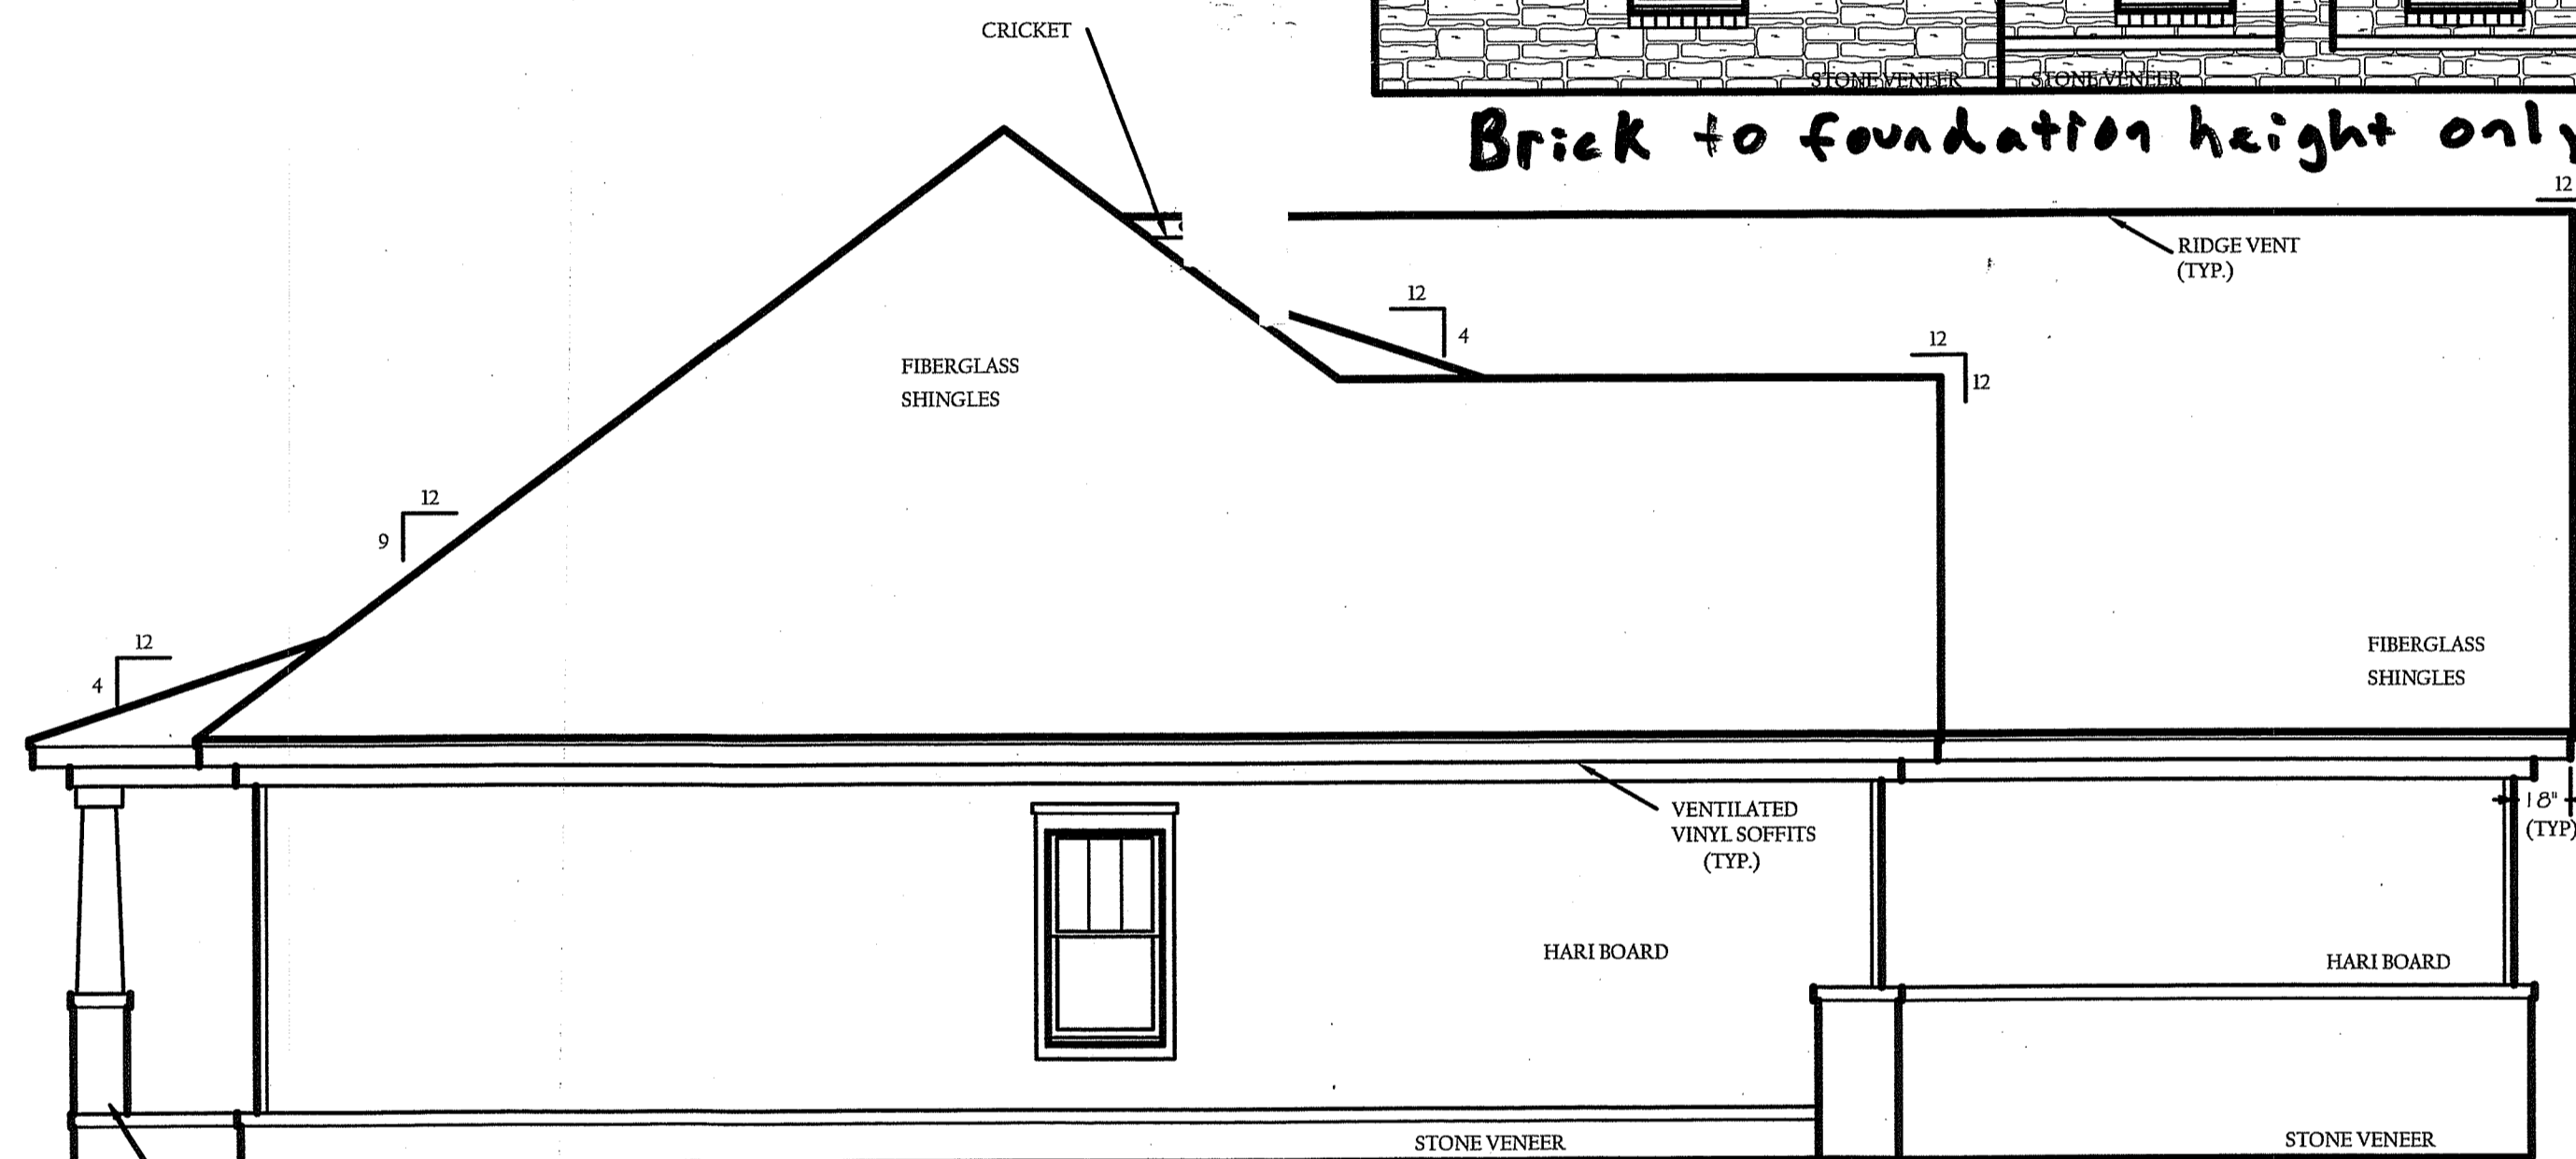 CRICKET
STONE VENEER
STONE VENEER
Brick to foundation height only
12
RIDGE VENT
(TYP.)
12
4
12
12
FIBERGLASS
SHINGLES
12
9
12
4
FIBERGLASS
SHINGLES
VENTILATED
VINYL SOFFITS
(TYP.)
18"
(TYP)
HARI BOARD
HARI BOARD
STONE VENEER
STONE VENEER